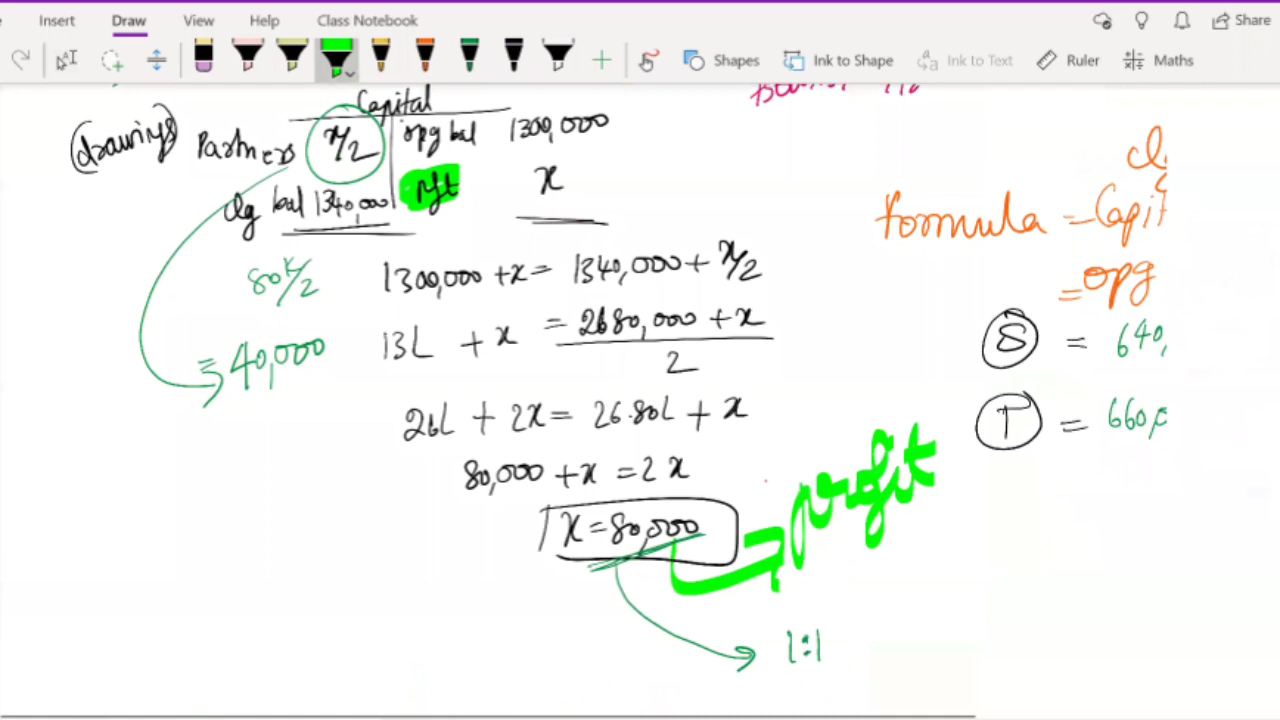 Insert Draw View Help Class Notebook Share
Shapes Ink to Shape Ink to Text Ruler Maths
Capital
(drawings) Partners x/2 opg bal 1300,000
clg bal 1340,000 pft x
80K/2
= 40,000
1300,000 + x = 1340,000 + x/2
13L + x = 2680,000 + x
2
26L + 2x = 26.80L + x
80,000 + x = 2x
x = 80,000
profit
1:1
formula = Capit
= opg
S = 640,
T = 660,0